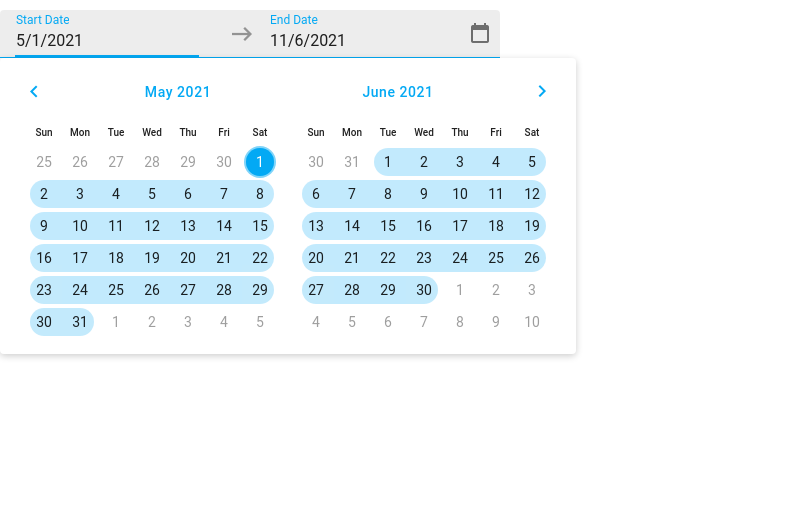 Start Date End Date
5/1/2021 11/6/2021
May 2021 June 2021
Sun Mon Tue Wed Thu Fri Sat Sun Mon Tue Wed Thu Fri Sat
25 26 27 28 29 30 1 30 31 1 2 3 4 5
2 3 4 5 6 7 8 6 7 8 9 10 11 12
9 10 11 12 13 14 15 13 14 15 16 17 18 19
16 17 18 19 20 21 22 20 21 22 23 24 25 26
23 24 25 26 27 28 29 27 28 29 30 1 2 3
30 31 1 2 3 4 5 4 5 6 7 8 9 10